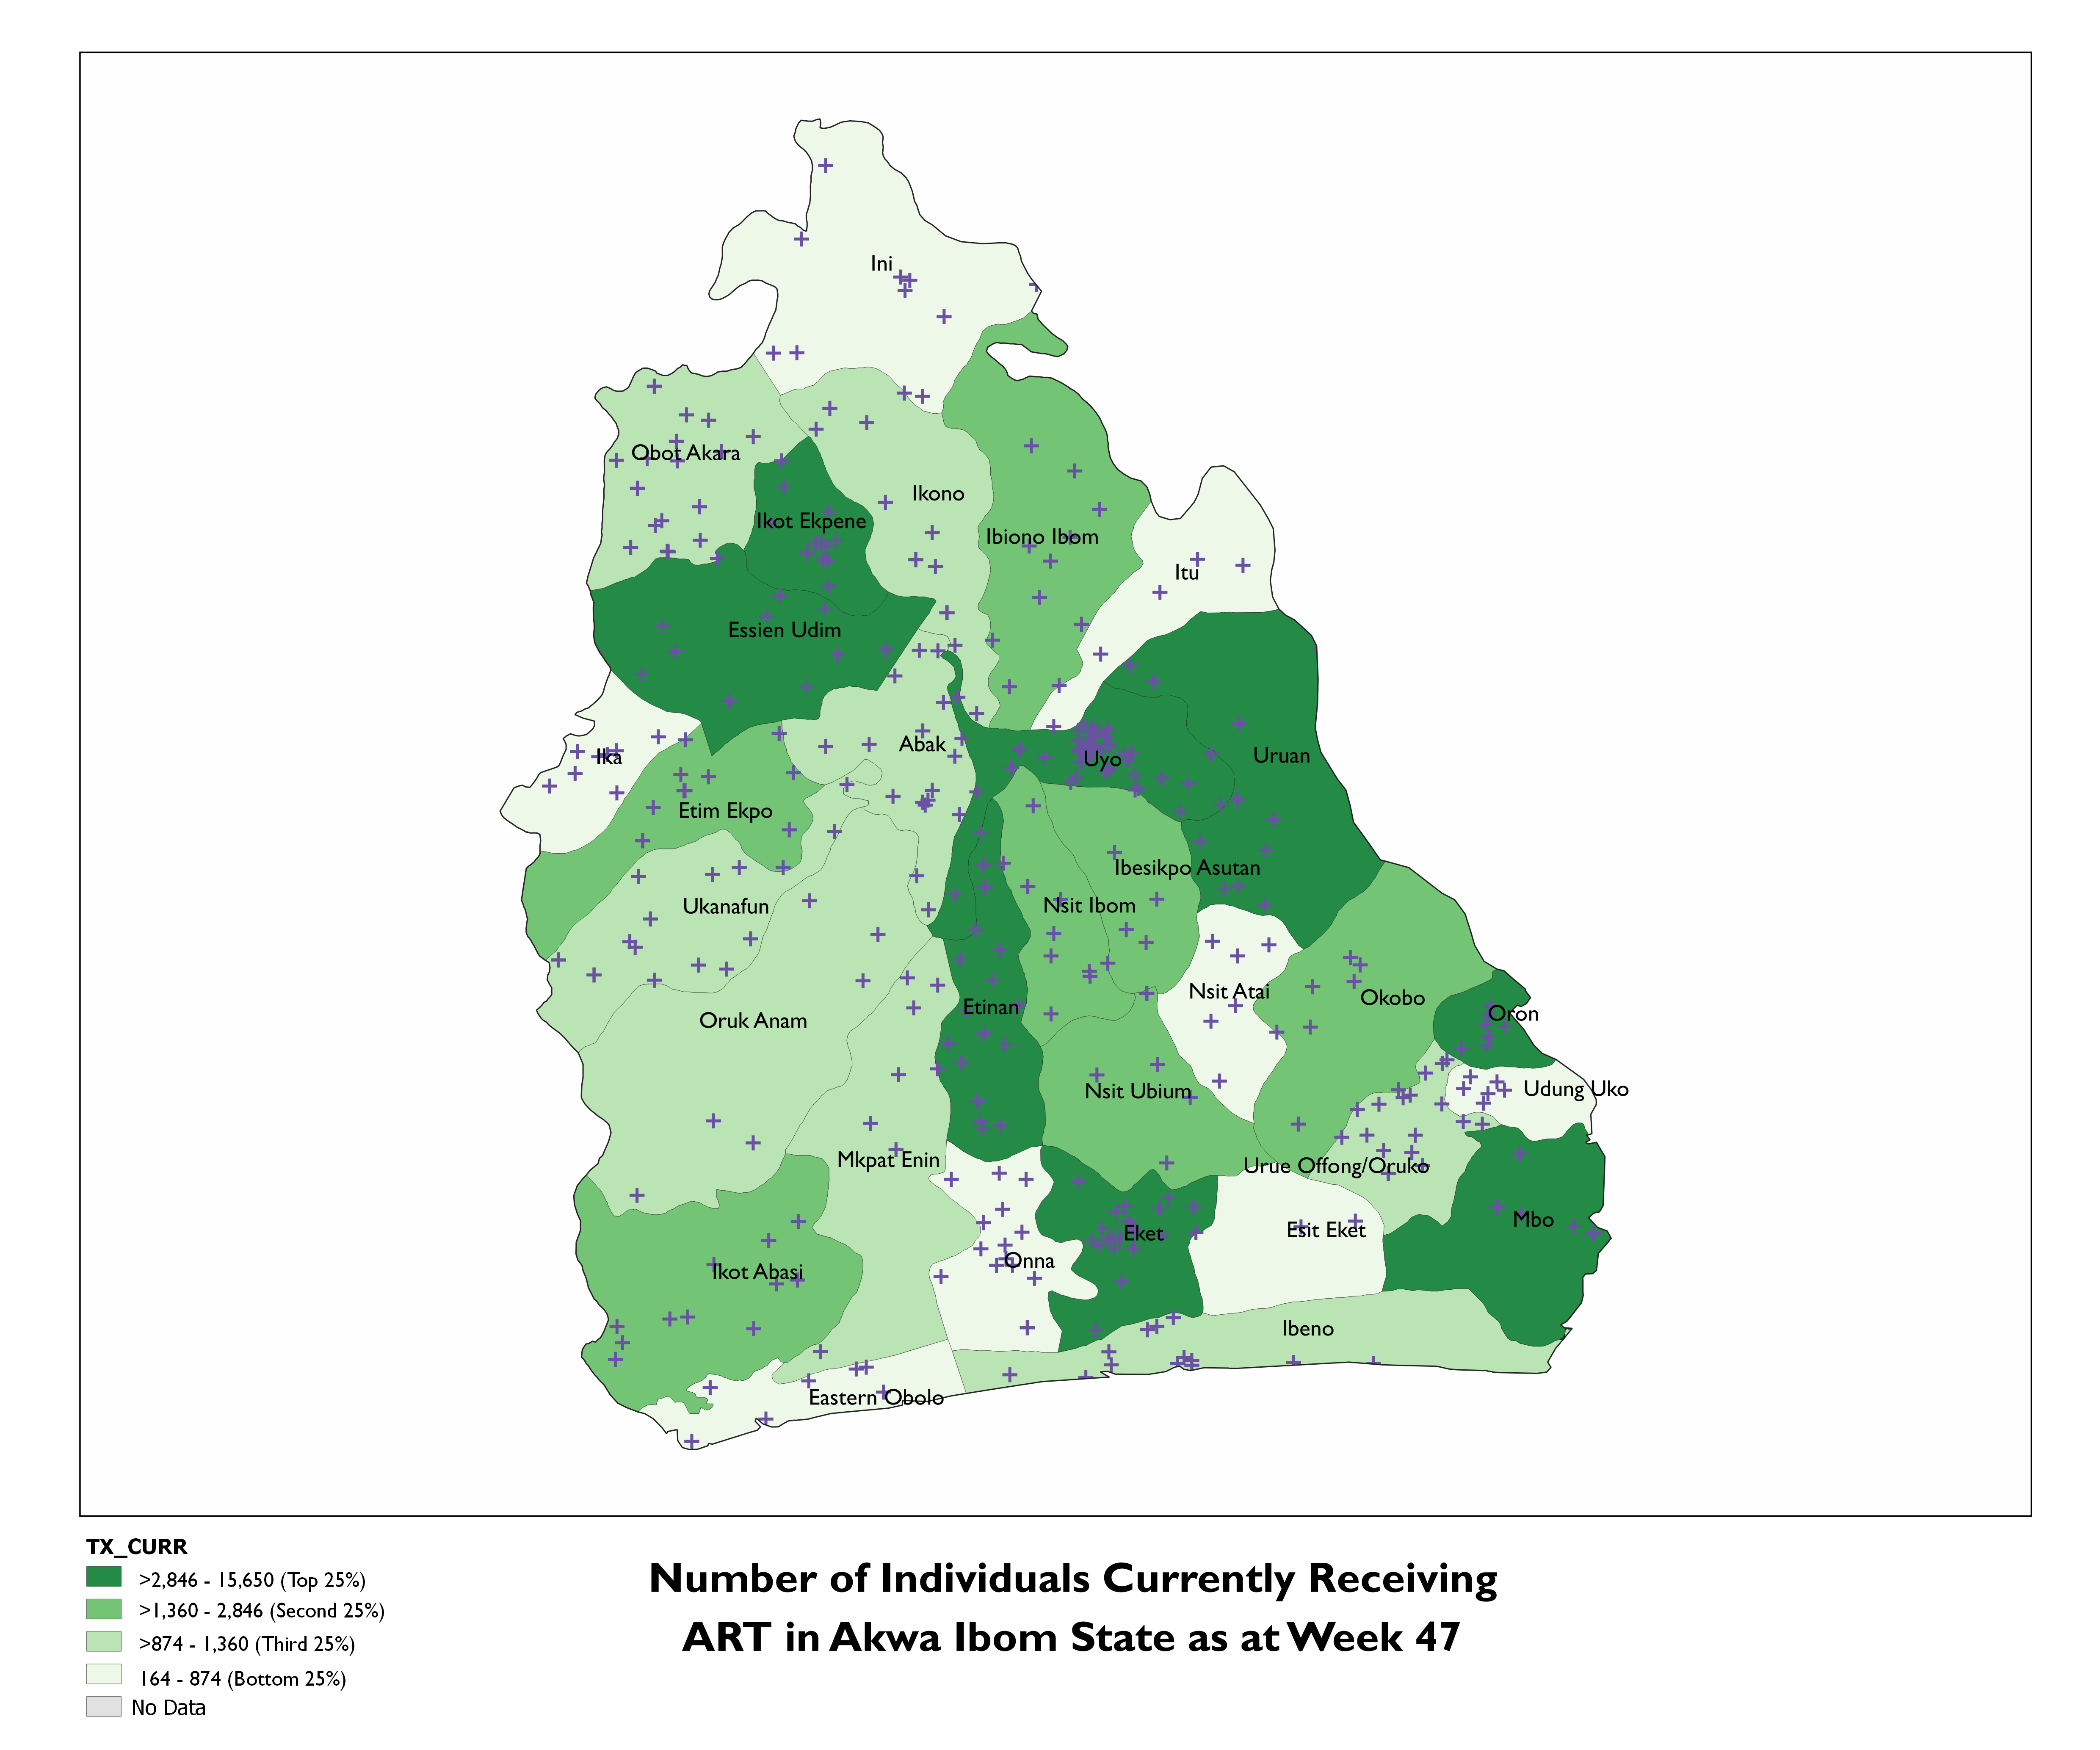 Ini
Obot Akara
Ikono
Ikot Ekpene
Ibiono Ibom
Itu
Essien Udim
Abak
Ika
Uyo
Uruan
Etim Ekpo
Ibesikpo Asutan
Ukanafun
Nsit Ibom
Nsit Atai
Okobo
Etinan
Oron
Oruk Anam
Nsit Ubium
Udung Uko
Mkpat Enin
Urue Offong/Oruko
Mbo
Eket
Esit Eket
Onna
Ikot Abasi
Ibeno
Eastern Obolo
TX_CURR
>2,846 - 15,650 (Top 25%)
>1,360 - 2,846 (Second 25%)
>874 - 1,360 (Third 25%)
164 - 874 (Bottom 25%)
No Data
Number of Individuals Currently Receiving
ART in Akwa Ibom State as at Week 47